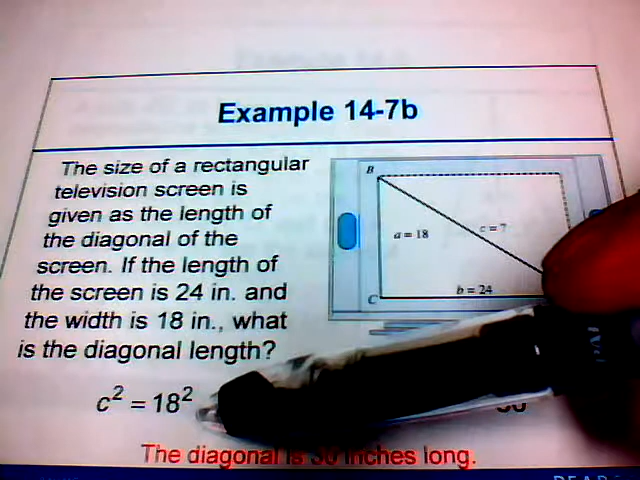 Example 14-7b
The size of a rectangular
television screen is
given as the length of
the diagonal of the
screen. If the length of
the screen is 24 in. and
the width is 18 in., what
is the diagonal length?
B
a = 18
c = ?
b = 24
C
c² = 18²
The diagonal is 30 inches long.